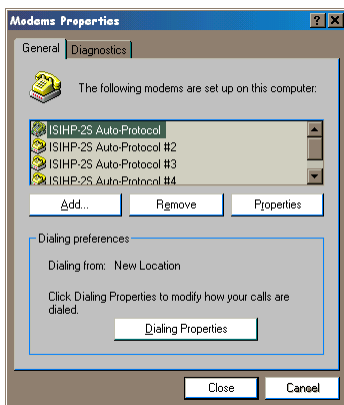 Modems Properties
General
Diagnostics
The following modems are set up on this computer:
ISIHP-2S Auto-Protocol
ISIHP-2S Auto-Protocol #2
ISIHP-2S Auto-Protocol #3
ISIHP-2S Auto-Protocol #4
Add...
Remove
Properties
Dialing preferences
Dialing from: New Location
Click Dialing Properties to modify how your calls are
dialed.
Dialing Properties
Close
Cancel